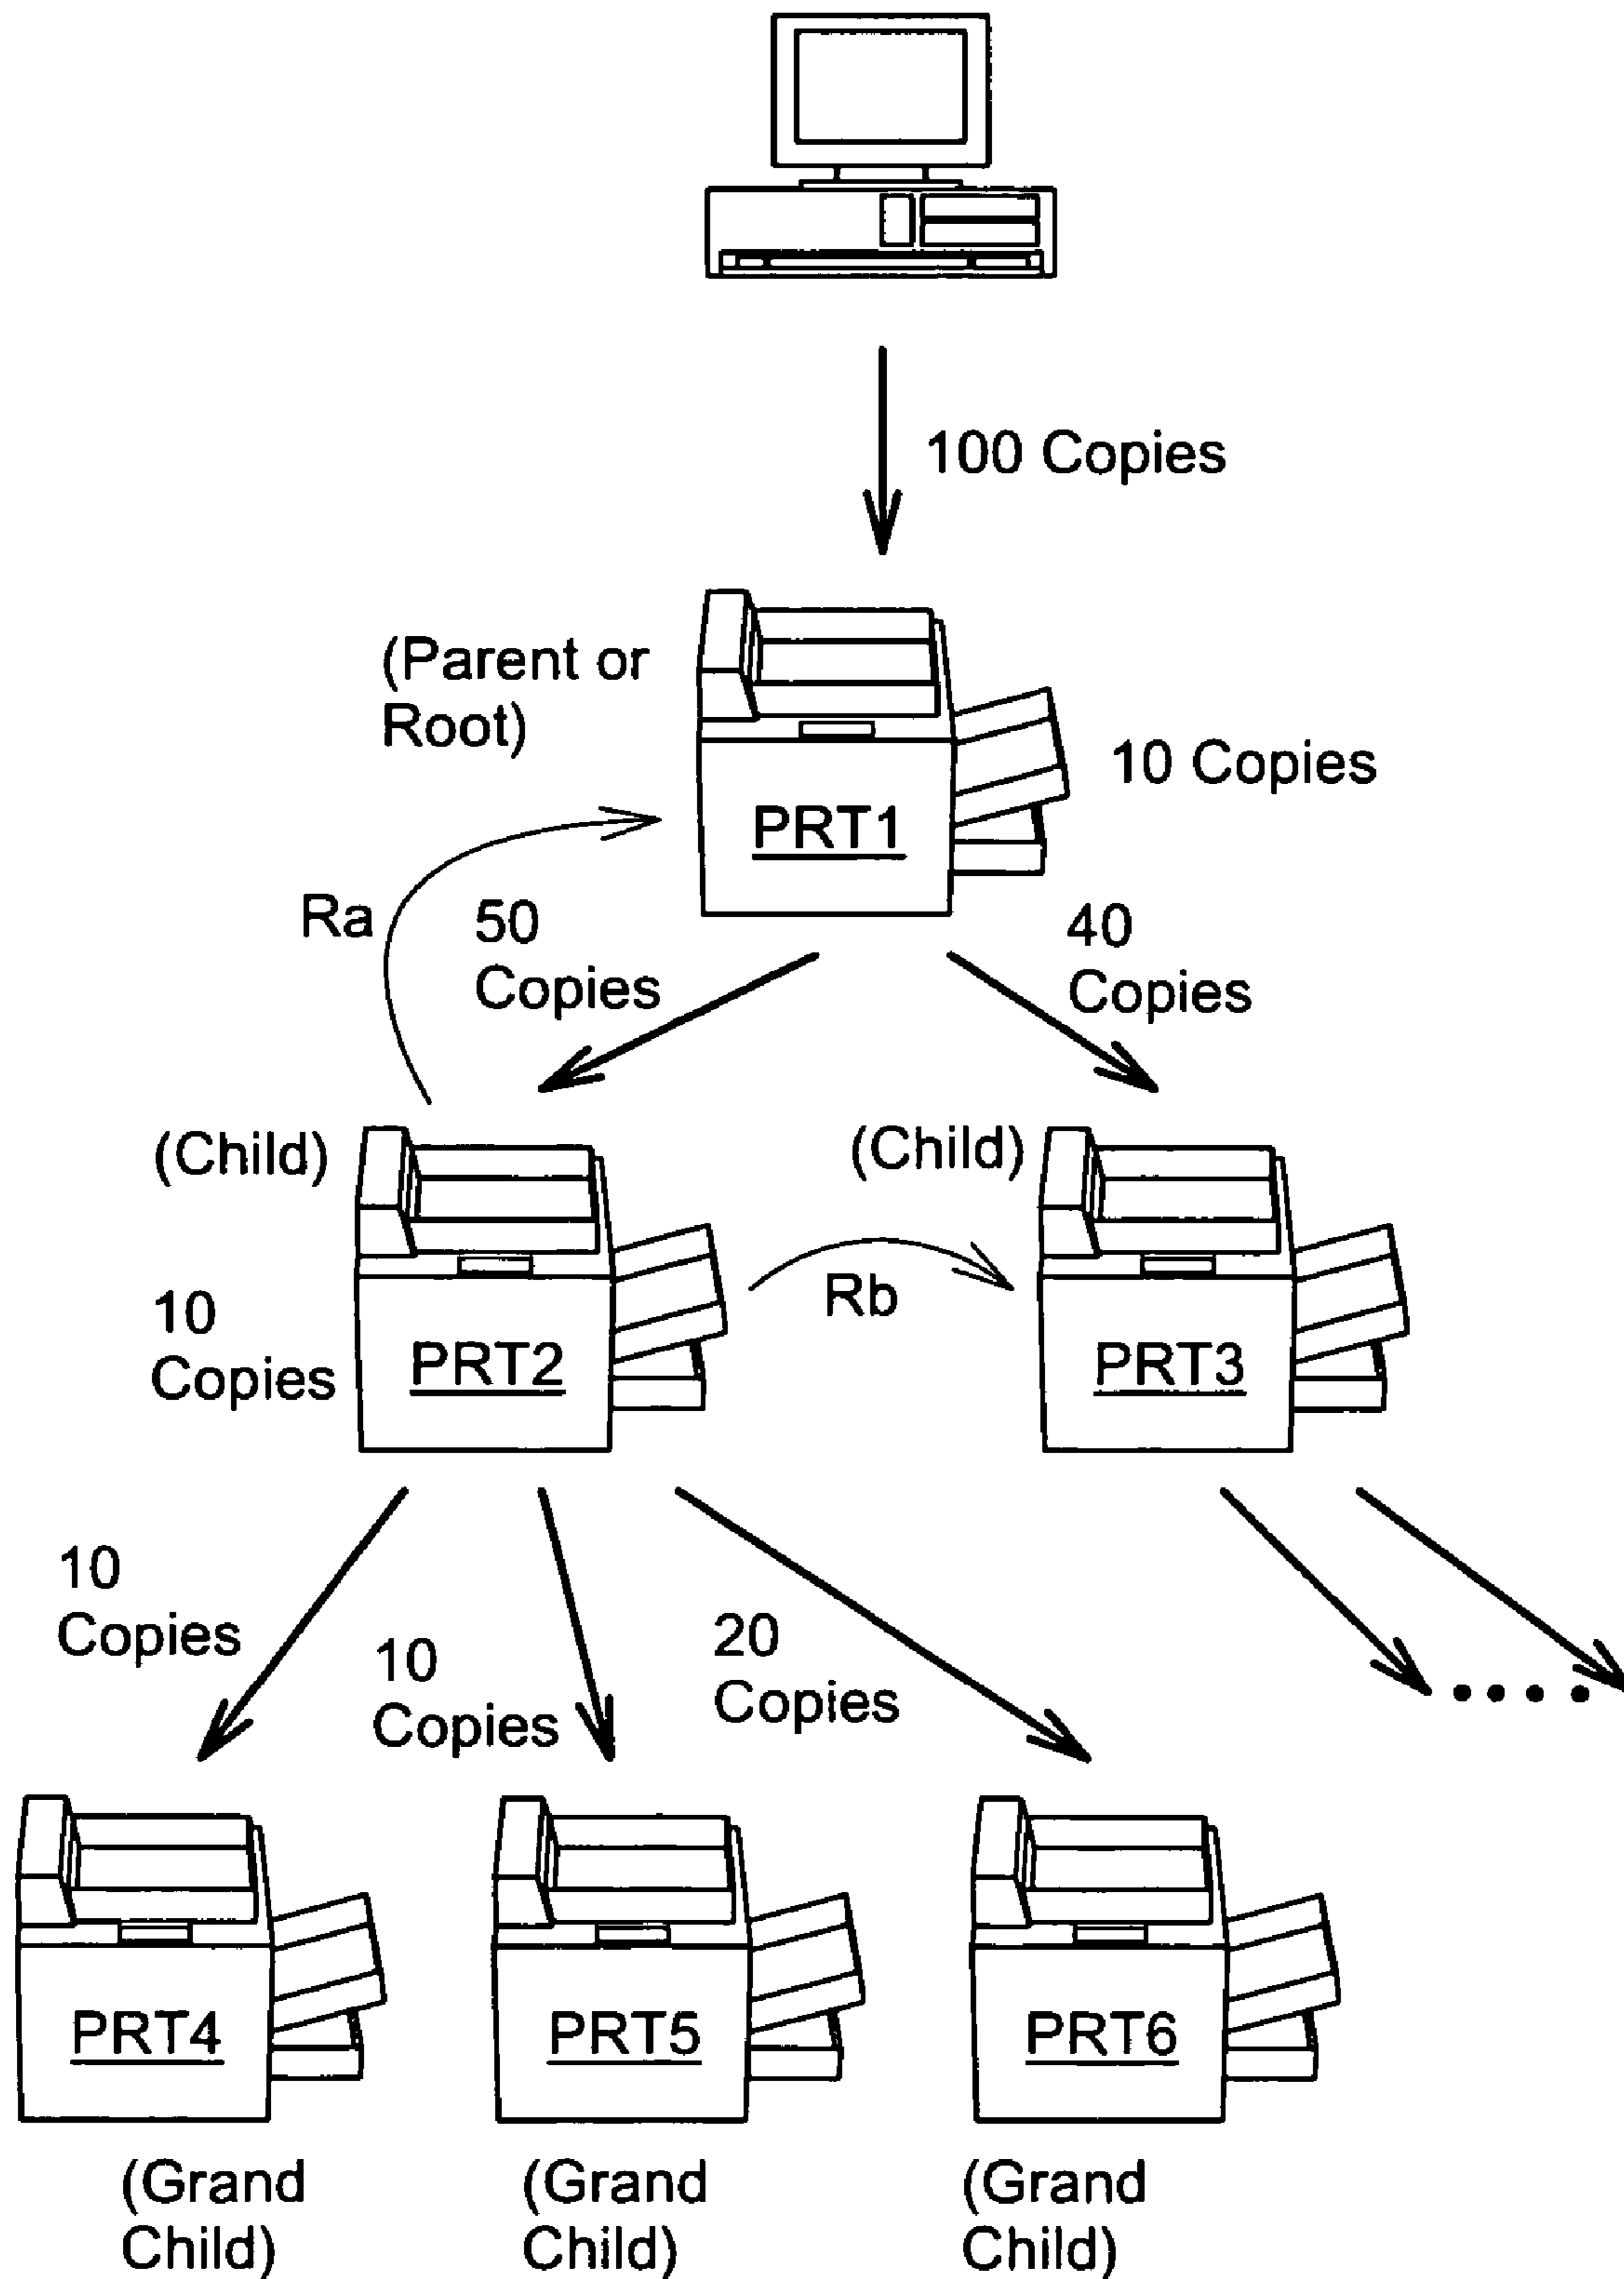 100 Copies
(Parent or
Root)
10 Copies
PRT1
Ra
50
Copies
40
Copies
(Child)
(Child)
10
Copies
PRT2
Rb
PRT3
10
Copies
10
Copies
20
Copies
PRT4
PRT5
PRT6
(Grand
Child)
(Grand
Child)
(Grand
Child)